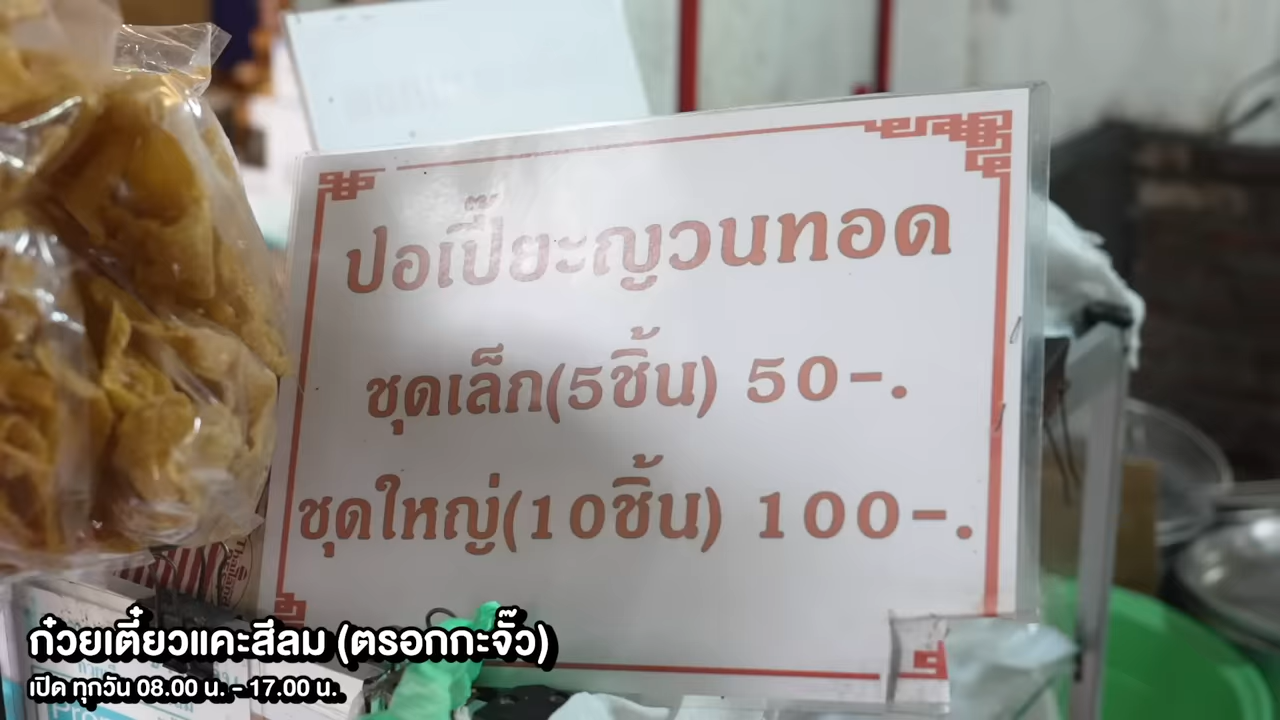 ปอเปี๊ยะญวนทอด
ชุดเล็ก(5ชิ้น) 50-.
ชุดใหญ่(10ชิ้น) 100-.
ก๋วยเตี๋ยวแคะสีลม (ตรอกกะจั๊ว)
เปิด ทุกวัน 08.00 น. - 17.00 น.